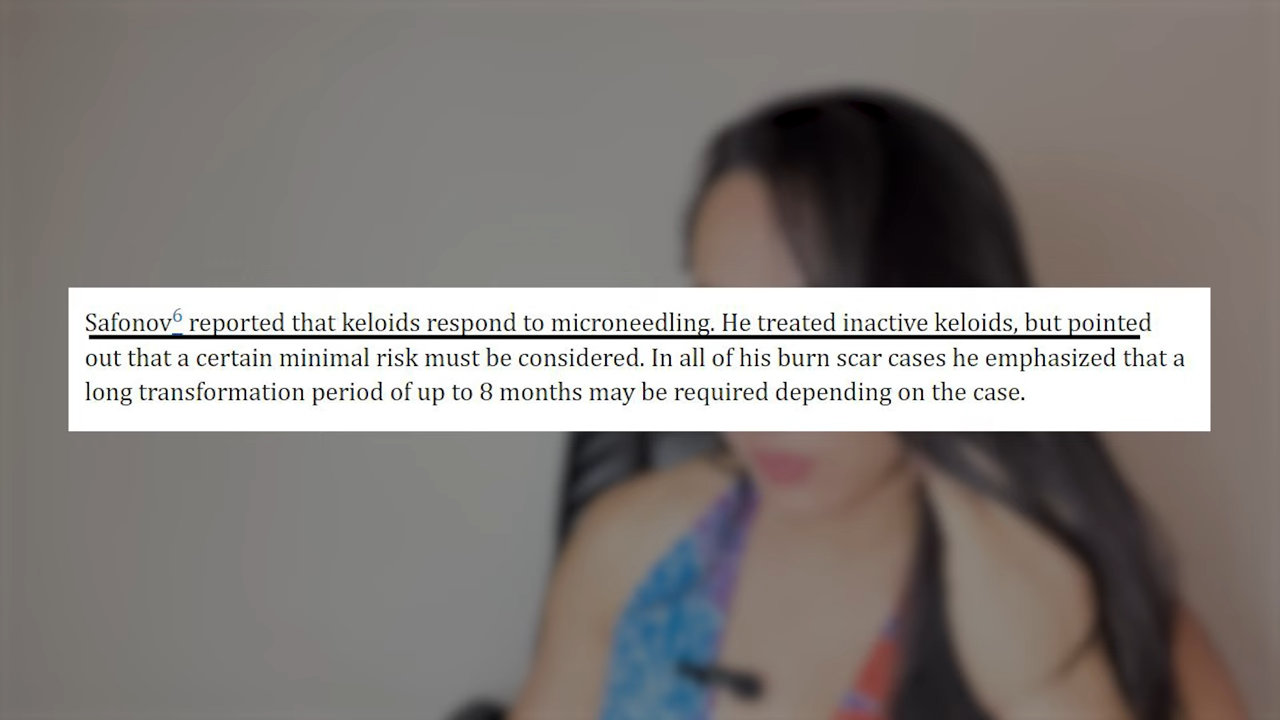 Safonov6 reported that keloids respond to microneedling. He treated inactive keloids, but pointed
out that a certain minimal risk must be considered. In all of his burn scar cases he emphasized that a
long transformation period of up to 8 months may be required depending on the case.